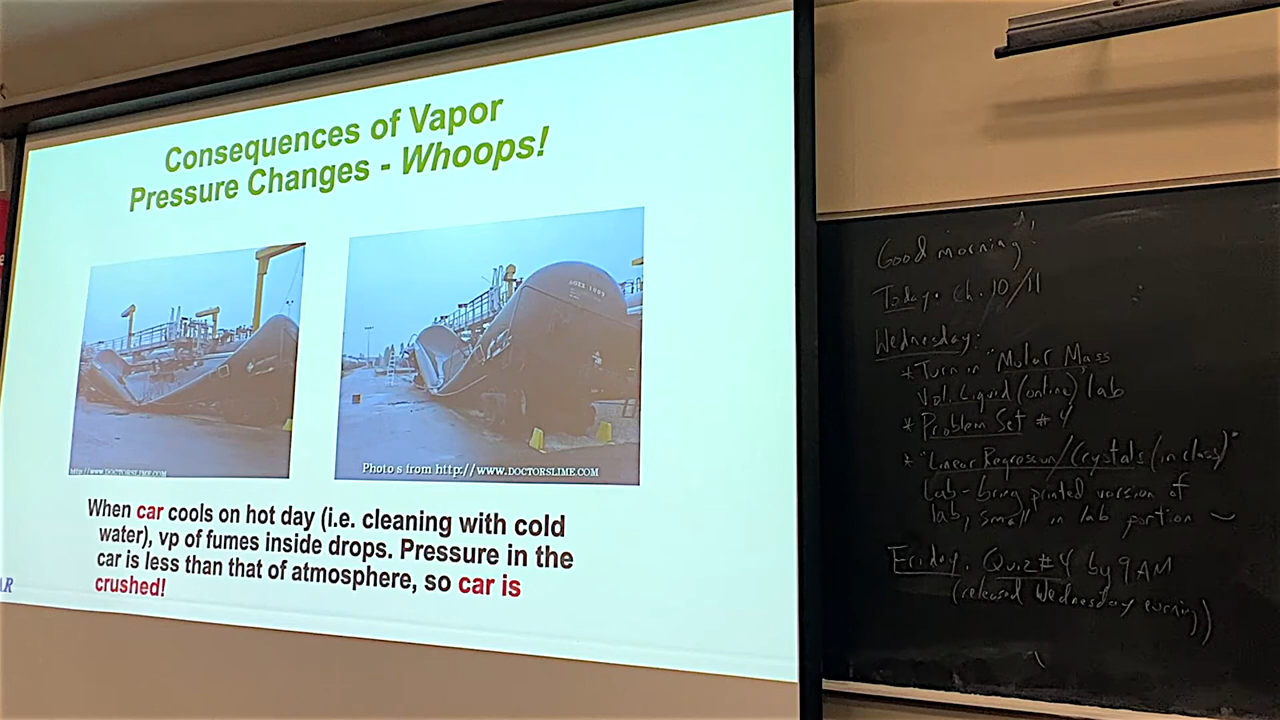 Consequences of Vapor
Pressure Changes - Whoops!
http://WWW.DOCTORSLIME.COM
Photos from http://WWW.DOCTORSLIME.COM
When car cools on hot day (i.e. cleaning with cold
water), vp of fumes inside drops. Pressure in the
car is less than that of atmosphere, so car is
crushed!
Good morning!
Today: Ch. 10/11
Wednesday:
*Turn in "Molar Mass
Vol. Liquid (online) lab
*Problem Set #4
* "Linear Regression/Crystals (in class)"
Lab - bring printed version of
lab, small in lab portion
Friday. Quiz #4 by 9AM
(released Wednesday evening)